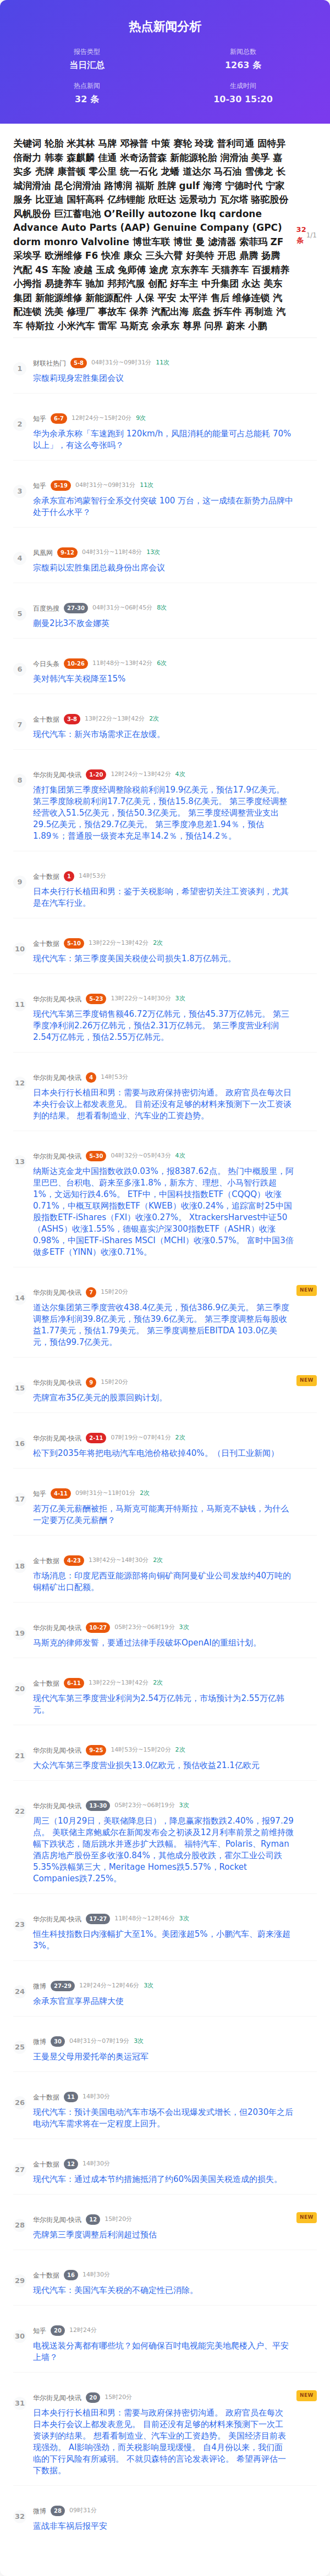 热点新闻分析
报告类型
当日汇总
新闻总数
1263 条
热点新闻
32 条
生成时间
10-30 15:20
关键词 轮胎 米其林 马牌 邓禄普 中策 赛轮 玲珑 普利司通 固特异
倍耐力 韩泰 森麒麟 佳通 米奇汤普森 新能源轮胎 润滑油 美孚 嘉
实多 壳牌 康普顿 零公里 统一石化 龙蟠 道达尔 马石油 雪佛龙 长
城润滑油 昆仑润滑油 路博润 福斯 胜牌 gulf 海湾 宁德时代 宁家
服务 比亚迪 国轩高科 亿纬锂能 欣旺达 远景动力 瓦尔塔 骆驼股份
风帆股份 巨江蓄电池 O’Reilly autozone lkq cardone
Advance Auto Parts (AAP) Genuine Company (GPC)
dorm monro Valvoline 博世车联 博世 曼 滤清器 索菲玛 ZF
采埃孚 欧洲维修 F6 快准 康众 三头六臂 好美特 开思 鼎腾 扬腾
汽配 4S 车险 凌越 玉成 兔师傅 途虎 京东养车 天猫养车 百援精养
小拇指 易捷养车 驰加 邦邦汽服 创配 好车主 中升集团 永达 美东
集团 新能源维修 新能源配件 人保 平安 太平洋 售后 维修连锁 汽
配连锁 洗美 修理厂 事故车 保养 汽配出海 底盘 拆车件 再制造 汽
车 特斯拉 小米汽车 雷军 马斯克 余承东 尊界 问界 蔚来 小鹏
32
条
1/1
1
财联社热门 5-8 04时31分~09时31分 11次
宗馥莉现身宏胜集团会议
2
知乎 6-7 12时24分~15时20分 9次
华为余承东称「车速跑到 120km/h，风阻消耗的能量可占总能耗 70%
以上」，有这么夸张吗？
3
知乎 5-19 04时31分~09时31分 11次
余承东宣布鸿蒙智行全系交付突破 100 万台，这一成绩在新势力品牌中
处于什么水平？
4
凤凰网 9-12 04时31分~11时48分 13次
宗馥莉以宏胜集团总裁身份出席会议
5
百度热搜 27-30 04时31分~06时45分 8次
蒯曼2比3不敌金娜英
6
今日头条 10-26 11时48分~13时42分 6次
美对韩汽车关税降至15%
7
金十数据 3-8 13时22分~13时42分 2次
现代汽车：新兴市场需求正在放缓。
8
华尔街见闻-快讯 1-20 12时24分~13时42分 4次
渣打集团第三季度经调整除税前利润19.9亿美元，预估17.9亿美元。
第三季度除税前利润17.7亿美元，预估15.8亿美元。 第三季度经调整
经营收入51.5亿美元，预估50.3亿美元。 第三季度经调整营业支出
29.5亿美元，预估29.7亿美元。 第三季度净息差1.94％，预估
1.89％；普通股一级资本充足率14.2％，预估14.2％。
9
金十数据 1 14时53分
日本央行行长植田和男：鉴于关税影响，希望密切关注工资谈判，尤其
是在汽车行业。
10
金十数据 5-10 13时22分~13时42分 2次
现代汽车：第三季度美国关税使公司损失1.8万亿韩元。
11
华尔街见闻-快讯 5-23 13时22分~14时30分 3次
现代汽车第三季度销售额46.72万亿韩元，预估45.37万亿韩元。 第三
季度净利润2.26万亿韩元，预估2.31万亿韩元。 第三季度营业利润
2.54万亿韩元，预估2.55万亿韩元。
12
华尔街见闻-快讯 4 14时53分
日本央行行长植田和男：需要与政府保持密切沟通。 政府官员在每次日
本央行会议上都发表意见。 目前还没有足够的材料来预测下一次工资谈
判的结果。 想看看制造业、汽车业的工资趋势。
13
华尔街见闻-快讯 5-30 04时32分~05时43分 4次
纳斯达克金龙中国指数收跌0.03%，报8387.62点。 热门中概股里，阿
里巴巴、台积电、蔚来至多涨1.8%，新东方、理想、小马智行跌超
1%，文远知行跌4.6%。 ETF中，中国科技指数ETF（CQQQ）收涨
0.71%，中概互联网指数ETF（KWEB）收涨0.24%，追踪富时25中国
股指数ETF-iShares（FXI）收涨0.27%。 XtrackersHarvest中证50
（ASHS）收涨1.55%，德银嘉实沪深300指数ETF（ASHR）收涨
0.98%，中国ETF-iShares MSCI（MCHI）收涨0.57%。 富时中国3倍
做多ETF（YINN）收涨0.71%。
14
华尔街见闻-快讯 7 15时20分
NEW
道达尔集团第三季度营收438.4亿美元，预估386.9亿美元。 第三季度
调整后净利润39.8亿美元，预估39.6亿美元。 第三季度调整后每股收
益1.77美元，预估1.79美元。 第三季度调整后EBITDA 103.0亿美
元，预估99.7亿美元。
15
华尔街见闻-快讯 9 15时20分
NEW
壳牌宣布35亿美元的股票回购计划。
16
华尔街见闻-快讯 2-11 07时19分~07时41分 2次
松下到2035年将把电动汽车电池价格砍掉40%。（日刊工业新闻）
17
知乎 4-11 09时31分~11时01分 2次
若万亿美元薪酬被拒，马斯克可能离开特斯拉，马斯克不缺钱，为什么
一定要万亿美元薪酬？
18
金十数据 4-23 13时42分~14时30分 2次
市场消息：印度尼西亚能源部将向铜矿商阿曼矿业公司发放约40万吨的
铜精矿出口配额。
19
华尔街见闻-快讯 10-27 05时23分~06时19分 3次
马斯克的律师发誓，要通过法律手段破坏OpenAI的重组计划。
20
金十数据 6-11 13时22分~13时42分 2次
现代汽车第三季度营业利润为2.54万亿韩元，市场预计为2.55万亿韩
元。
21
华尔街见闻-快讯 9-25 14时53分~15时20分 2次
大众汽车第三季度营业损失13.0亿欧元，预估收益21.1亿欧元
22
华尔街见闻-快讯 13-30 05时23分~06时19分 3次
周三（10月29日，美联储降息日），降息赢家指数跌2.40%，报97.29
点。 美联储主席鲍威尔在新闻发布会之初谈及12月利率前景之前维持微
幅下跌状态，随后跳水并逐步扩大跌幅。 福特汽车、Polaris、Ryman
酒店房地产股份至多收涨0.84%，其他成分股收跌，霍尔工业公司跌
5.35%跌幅第三大，Meritage Homes跌5.57%，Rocket
Companies跌7.25%。
23
华尔街见闻-快讯 17-27 11时48分~12时46分 3次
恒生科技指数日内涨幅扩大至1%。美团涨超5%，小鹏汽车、蔚来涨超
3%。
24
微博 27-29 12时24分~12时46分 3次
余承东官宣享界品牌大使
25
微博 30 04时31分~07时19分 3次
王曼昱父母用爱托举的奥运冠军
26
金十数据 11 14时30分
现代汽车：预计美国电动汽车市场不会出现爆发式增长，但2030年之后
电动汽车需求将在一定程度上回升。
27
金十数据 12 14时30分
现代汽车：通过成本节约措施抵消了约60%因美国关税造成的损失。
28
华尔街见闻-快讯 12 15时20分
NEW
壳牌第三季度调整后利润超过预估
29
金十数据 16 14时30分
现代汽车：美国汽车关税的不确定性已消除。
30
知乎 20 12时24分
电视送装分离都有哪些坑？如何确保百吋电视能完美地爬楼入户、平安
上墙？
31
华尔街见闻-快讯 20 15时20分
NEW
日本央行行长植田和男：需要与政府保持密切沟通。 政府官员在每次
日本央行会议上都发表意见。 目前还没有足够的材料来预测下一次工
资谈判的结果。 想看看制造业、汽车业的工资趋势。 美国经济目前表
现强劲。 AI影响强劲，而关税影响显现缓慢。 自4月份以来，我们面
临的下行风险有所减弱。 不就贝森特的言论发表评论。 希望再评估一
下数据。
32
微博 28 09时31分
蓝战非车祸后报平安